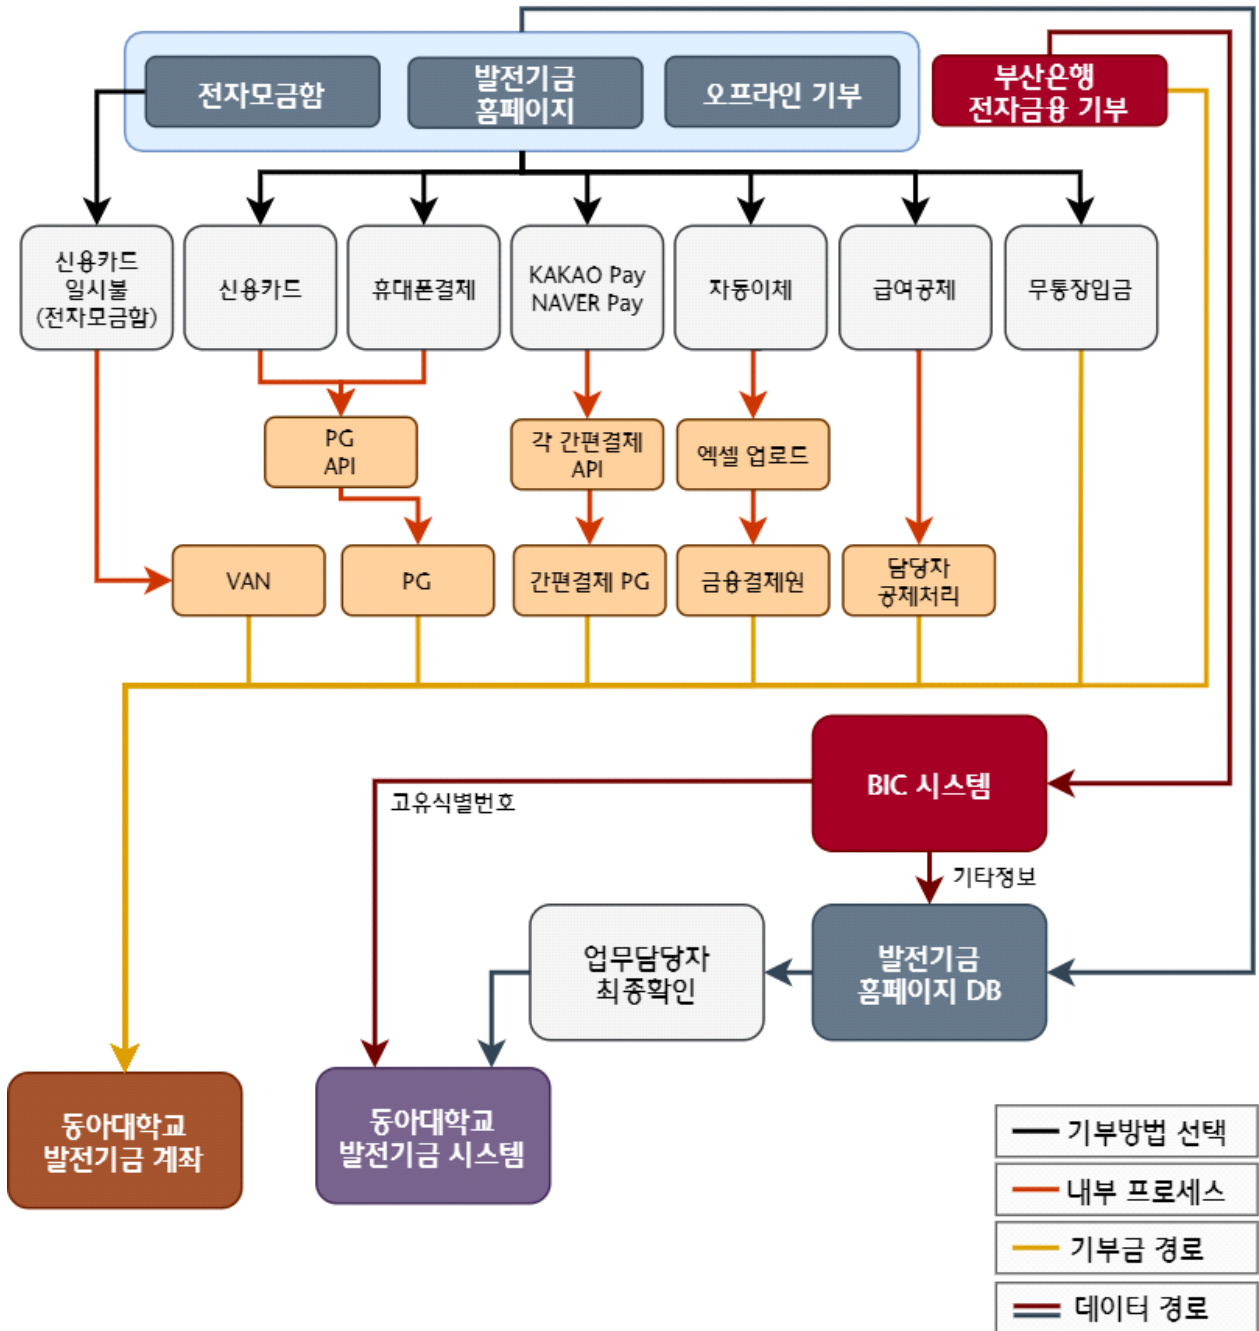 전자모금함
발전기금
홈페이지
오프라인 기부
부산은행
전자금융 기부
신용카드
일시불
(전자모금함)
신용카드
휴대폰결제
KAKAO Pay
NAVER Pay
자동이체
급여공제
무통장입금
PG
API
각 간편결제
API
엑셀 업로드
VAN
PG
간편결제 PG
금융결제원
담당자
공제처리
BIC 시스템
고유식별번호
기타정보
업무담당자
최종확인
발전기금
홈페이지 DB
동아대학교
발전기금 계좌
동아대학교
발전기금 시스템
기부방법 선택
내부 프로세스
기부금 경로
데이터 경로